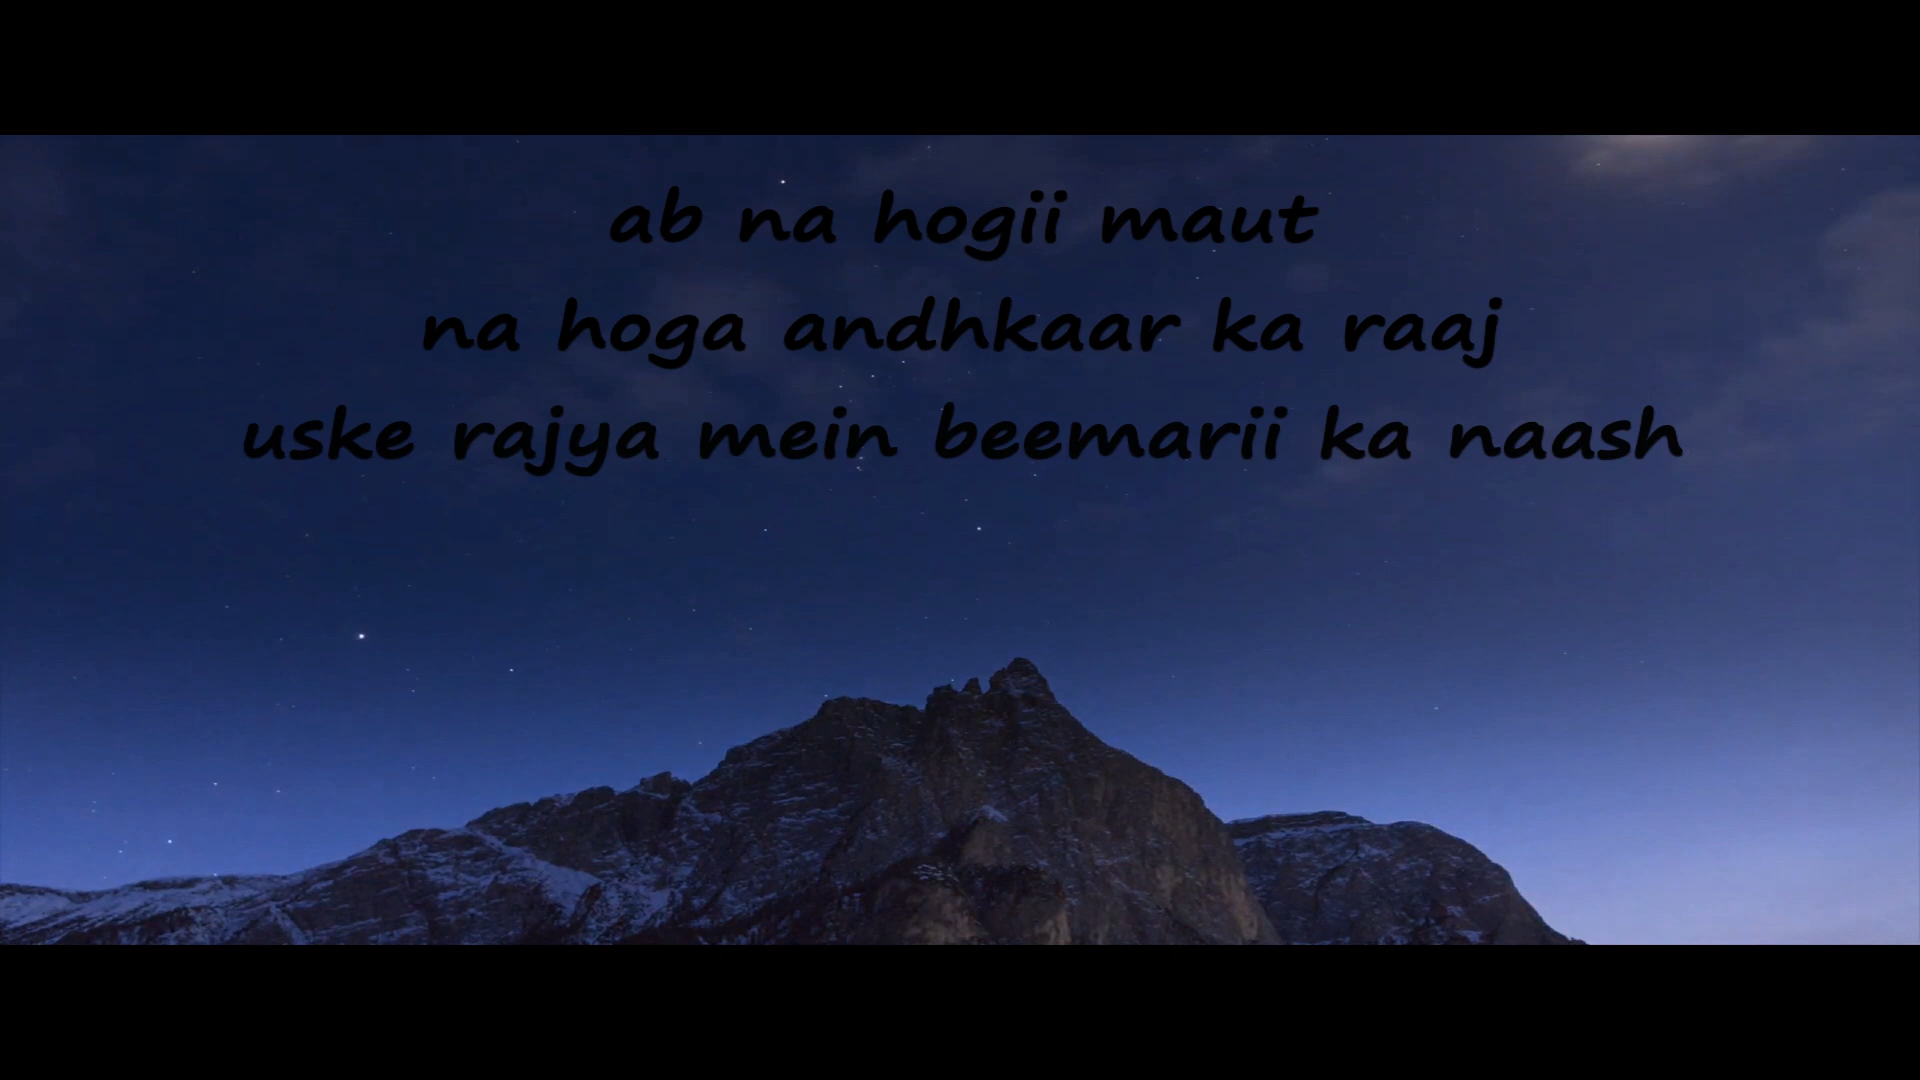 ab na hogii maut
na hoga andhkaar ka raaj
uske rajya mein beemarii ka naash